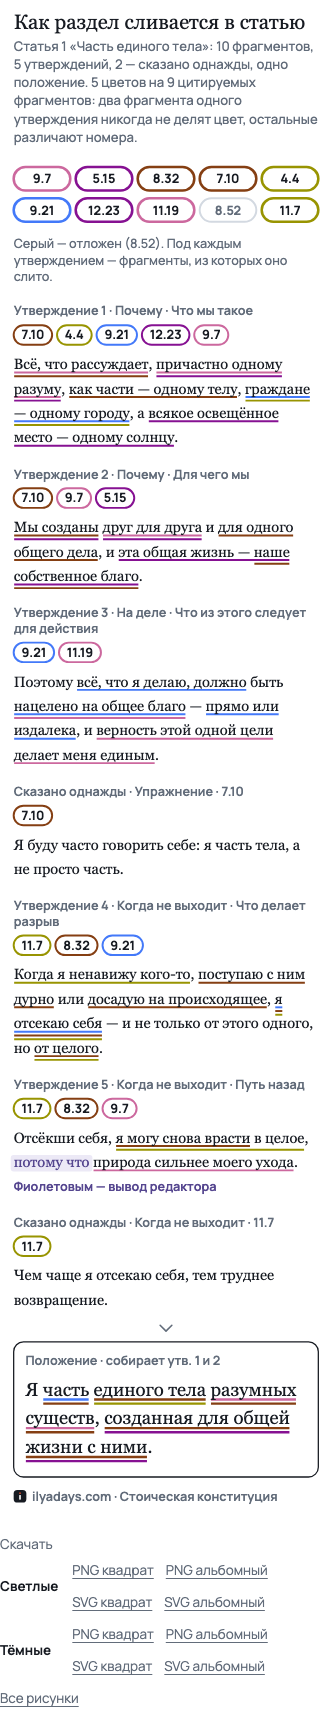 Как раздел сливается в статью
Статья 1 «Часть единого тела»: 10 фрагментов,
5 утверждений, 2 — сказано однажды, одно
положение. 5 цветов на 9 цитируемых
фрагментов: два фрагмента одного
утверждения никогда не делят цвет, остальные
различают номера.
9.7 5.15 8.32 7.10 4.4
9.21 12.23 11.19 8.52 11.7
Серый — отложен (8.52). Под каждым
утверждением — фрагменты, из которых оно
слито.
Утверждение 1 · Почему · Что мы такое
7.10 4.4 9.21 12.23 9.7
Всё, что рассуждает, причастно одному
разуму, как части — одному телу, граждане
— одному городу, а всякое освещённое
место — одному солнцу.
Утверждение 2 · Почему · Для чего мы
7.10 9.7 5.15
Мы созданы друг для друга и для одного
общего дела, и эта общая жизнь — наше
собственное благо.
Утверждение 3 · На деле · Что из этого следует
для действия
9.21 11.19
Поэтому всё, что я делаю, должно быть
нацелено на общее благо — прямо или
издалека, и верность этой одной цели
делает меня единым.
Сказано однажды · Упражнение · 7.10
7.10
Я буду часто говорить себе: я часть тела, а
не просто часть.
Утверждение 4 · Когда не выходит · Что делает
разрыв
11.7 8.32 9.21
Когда я ненавижу кого-то, поступаю с ним
дурно или досадую на происходящее, я
отсекаю себя — и не только от этого одного,
но от целого.
Утверждение 5 · Когда не выходит · Путь назад
11.7 8.32 9.7
Отсёкши себя, я могу снова врасти в целое,
потому что природа сильнее моего ухода.
Фиолетовым — вывод редактора
Сказано однажды · Когда не выходит · 11.7
11.7
Чем чаще я отсекаю себя, тем труднее
возвращение.
Положение · собирает утв. 1 и 2
Я часть единого тела разумных
существ, созданная для общей
жизни с ними.
ilyadays.com · Стоическая конституция
Скачать
Светлые
PNG квадрат PNG альбомный
SVG квадрат SVG альбомный
Тёмные
PNG квадрат PNG альбомный
SVG квадрат SVG альбомный
Все рисунки